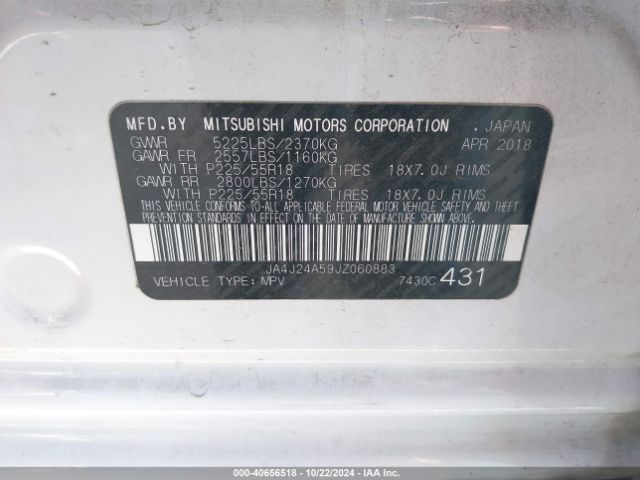 MFD.BY MITSUBISHI MOTORS CORPORATION . JAPAN
GVWR 5225LBS/2370KG APR 2018
GAWR FR 2557LBS/1160KG
WITH P225/55R18 TIRES 18X7.0J RIMS
GAWR RR 2800LBS/1270KG
WITH P225/55R18 TIRES 18X7.0J RIMS
THIS VEHICLE CONFORMS TO ALL APPLICABLE FEDERAL MOTOR VEHICLE SAFETY AND THEFT
PREVENTION STANDARDS IN EFFECT ON THE DATE OF MANUFACTURE
SHOWN ABOVE.
JA4J24A59JZ060883
VEHICLE TYPE: MPV 7430C 431
000-40656518 - 10/22/2024 - IAAI.com